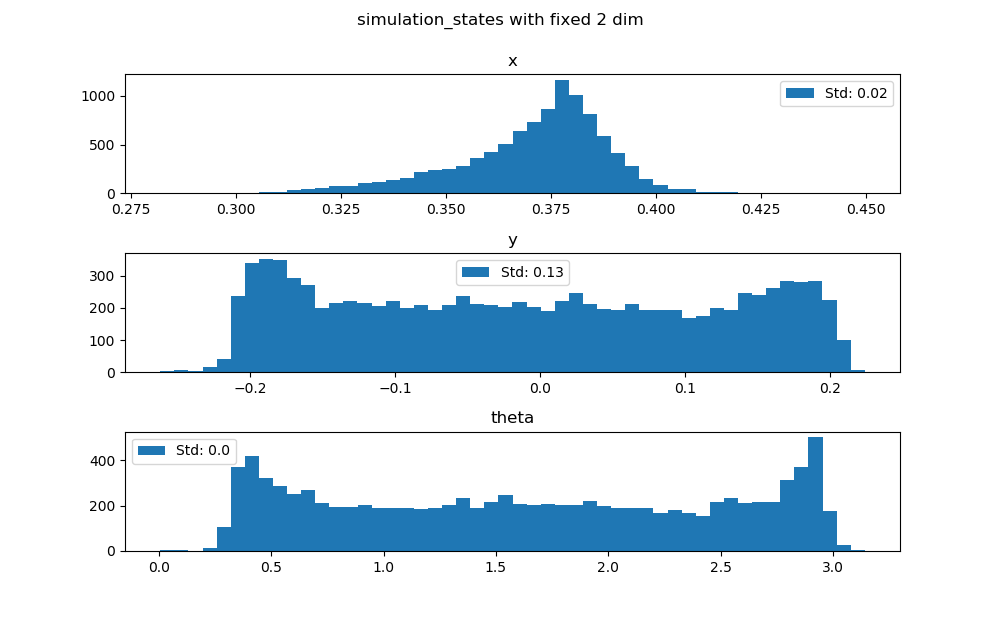 simulation_states with fixed 2 dim
x
1000
500
0
Std: 0.02
0.275 0.300 0.325 0.350 0.375 0.400 0.425 0.450
y
300
200
100
0
Std: 0.13
−0.2 −0.1 0.0 0.1 0.2
theta
400
200
0
Std: 0.0
0.0 0.5 1.0 1.5 2.0 2.5 3.0